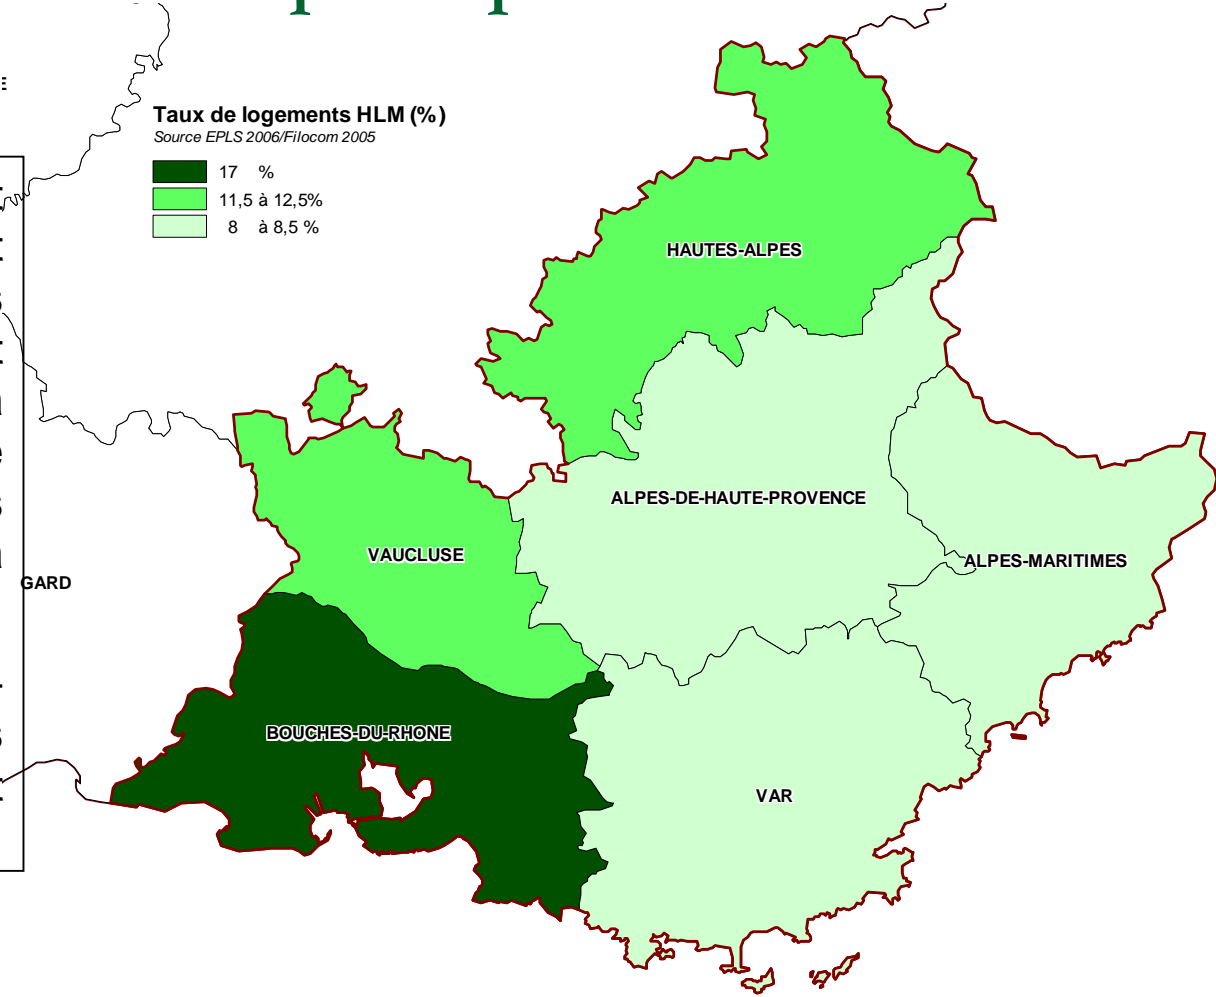 Taux de logements HLM (%)
Source EPLS 2006/Filocom 2005
17 %
11,5 à 12,5%
8 à 8,5 %
HAUTES-ALPES
ALPES-DE-HAUTE-PROVENCE
VAUCLUSE
ALPES-MARITIMES
GARD
BOUCHES-DU-RHONE
VAR